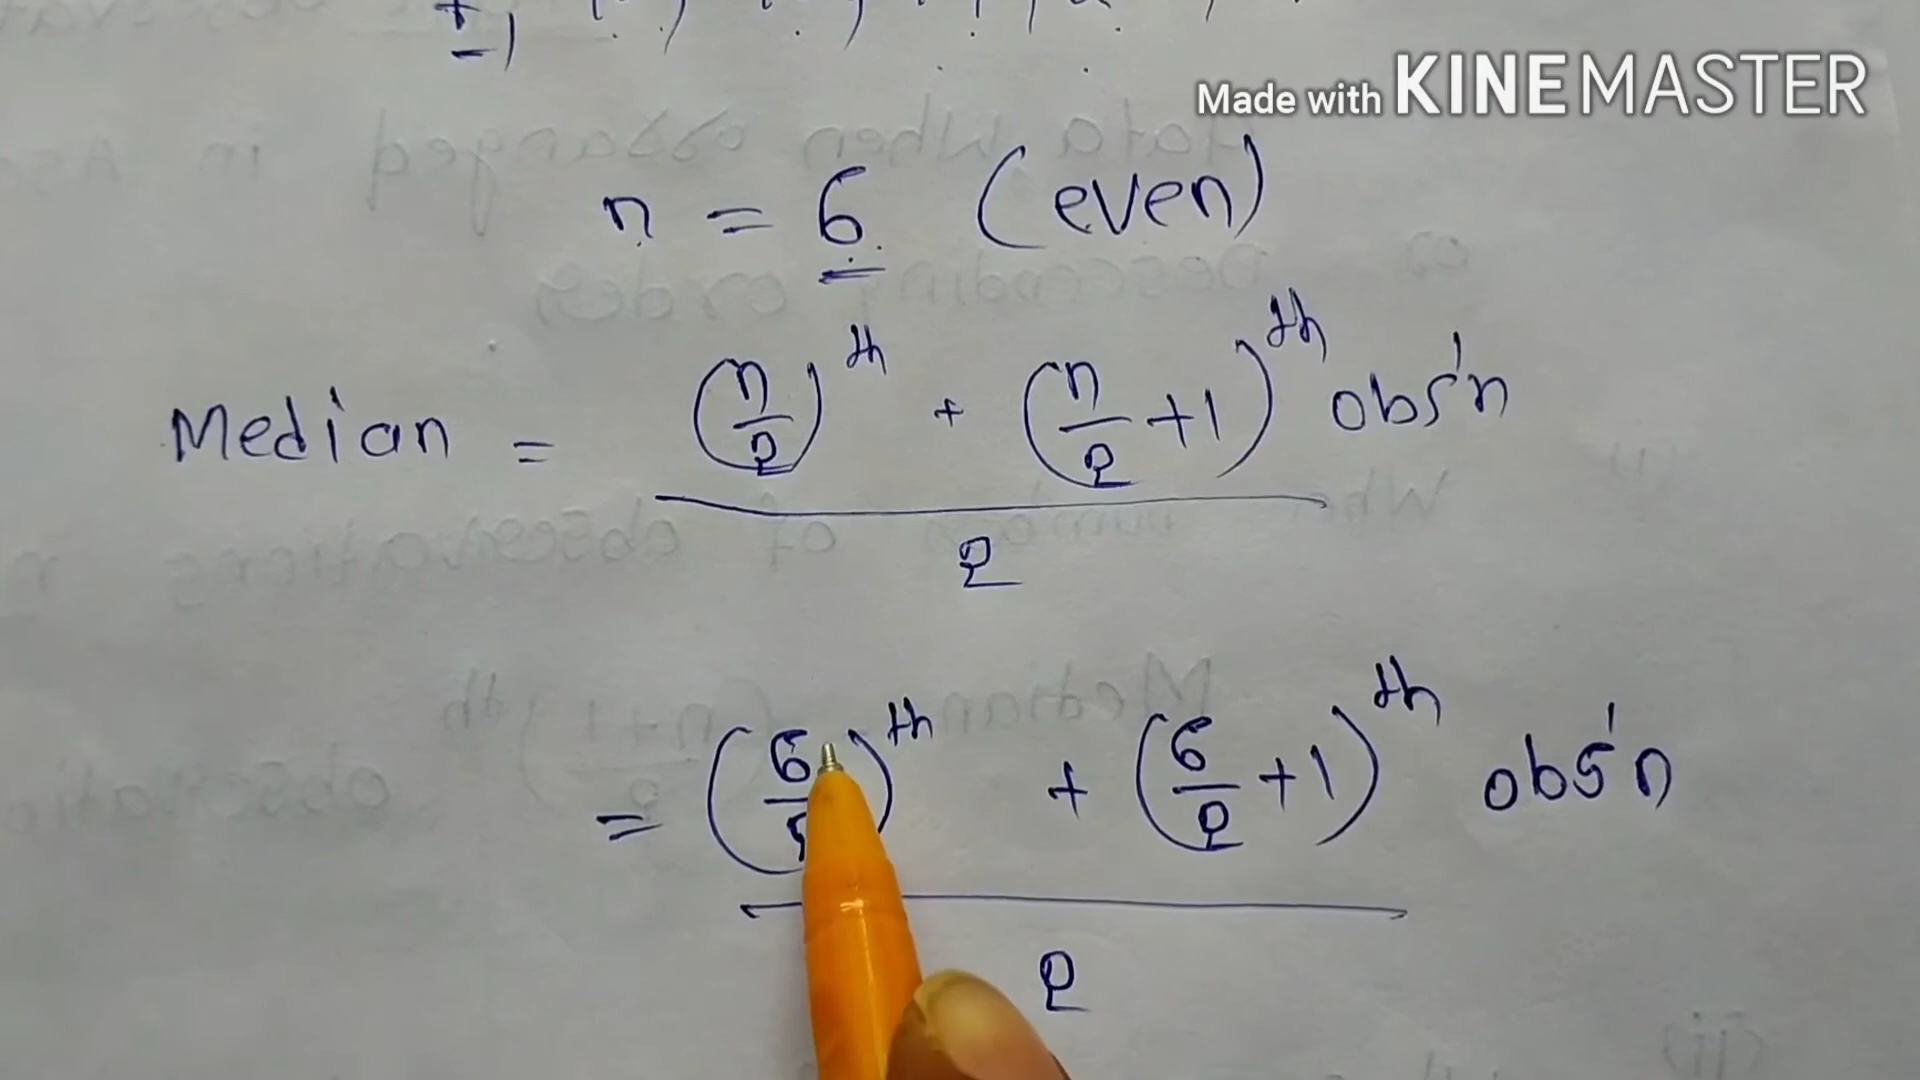 Made with KINEMASTER
n = 6 (even)
Median = (n/2)th + (n/2 + 1)th obs'n
2
= (6/2)th + (6/2 + 1)th obs'n
2